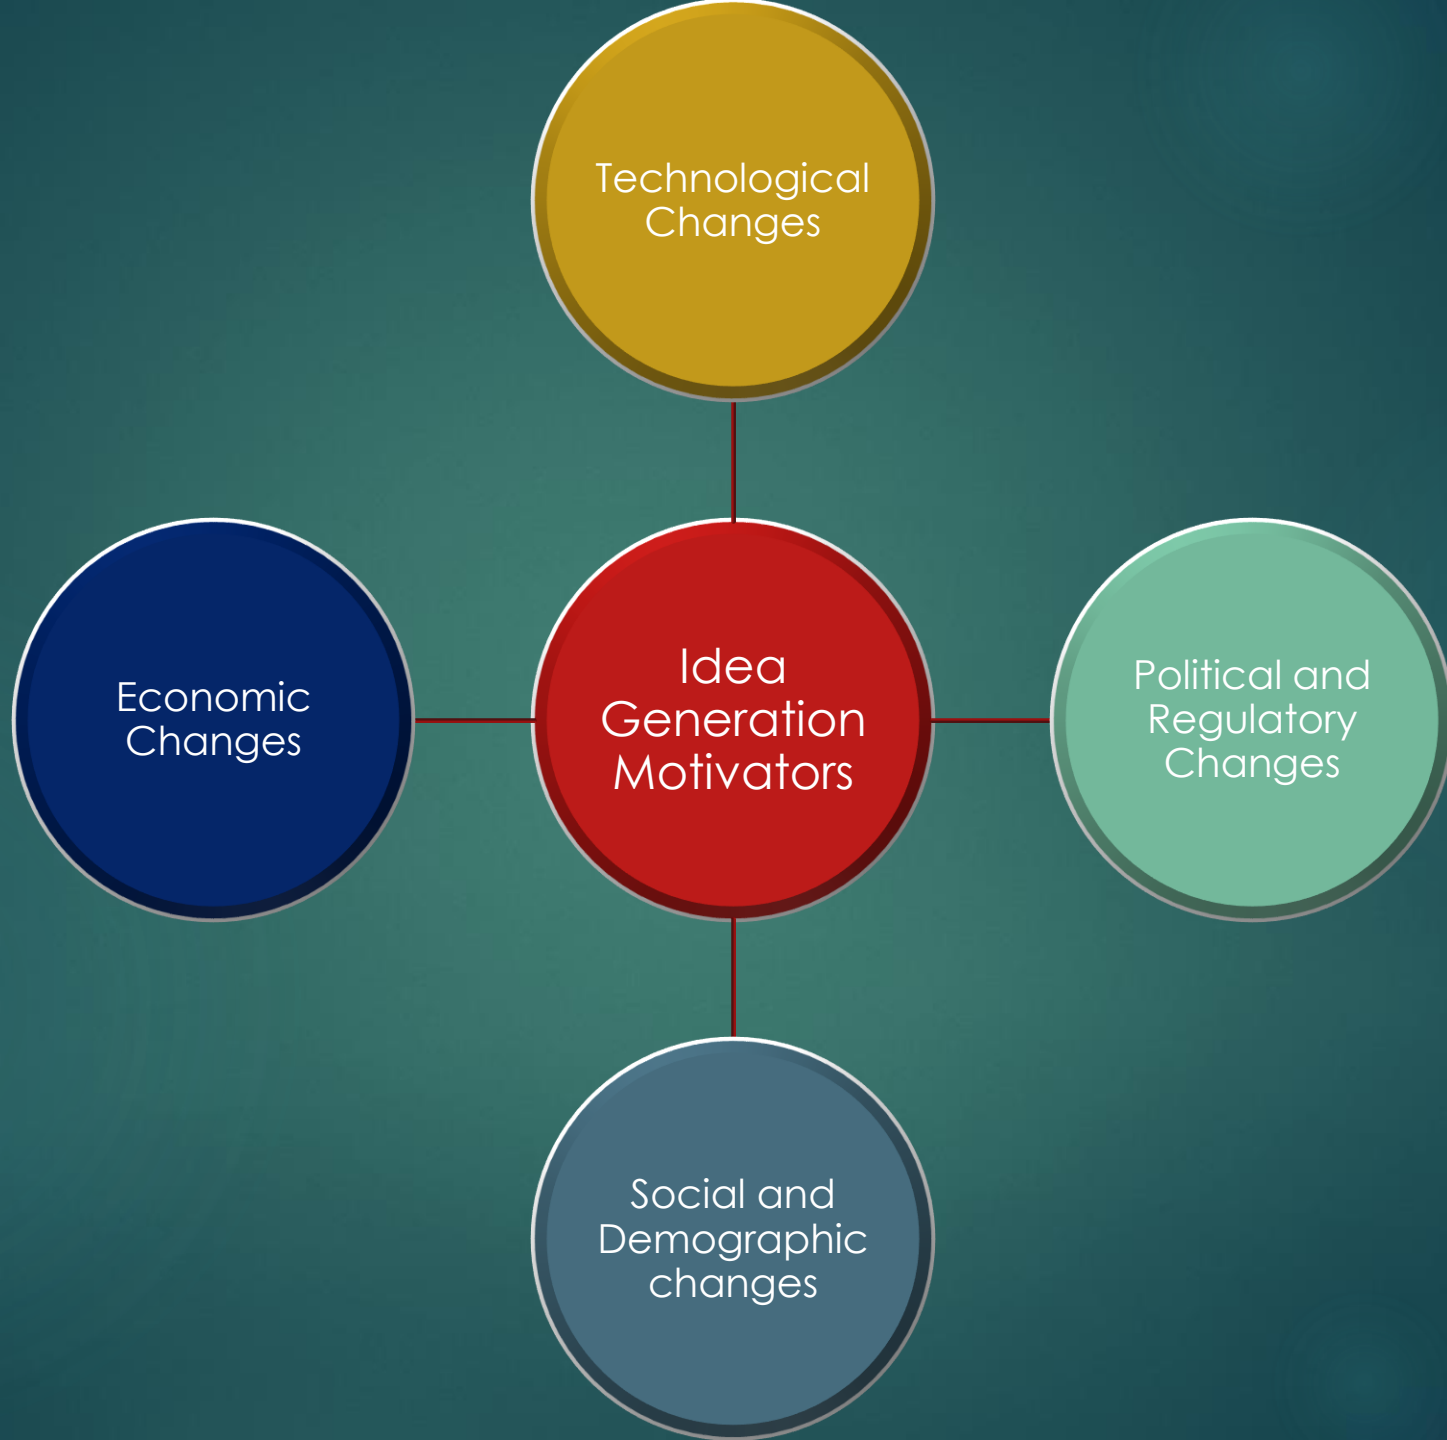 Technological
Changes
Economic
Changes
Idea
Generation
Motivators
Political and
Regulatory
Changes
Social and
Demographic
changes